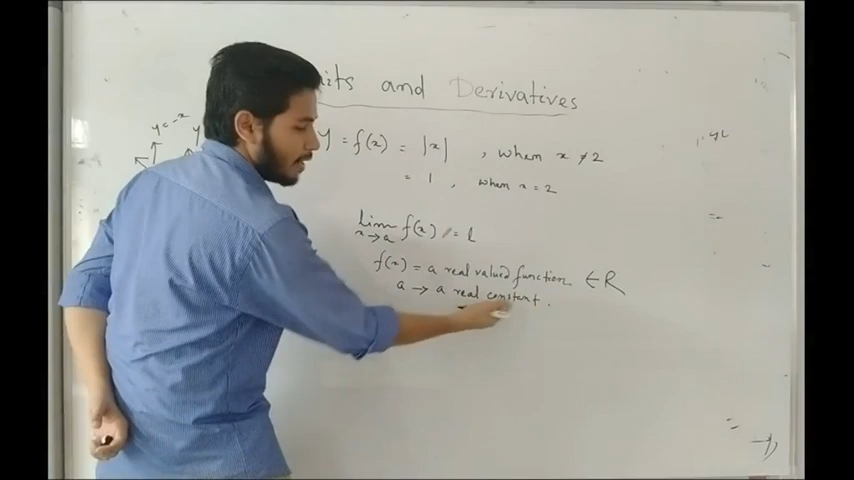 its and Derivatives
y = -x
y
y = f(x) = |x| , when x ≠ 2
= 1 , when x = 2
lim f(x) = l
x→a
f(x) = a real valued function ∈ R
a → a real constant.